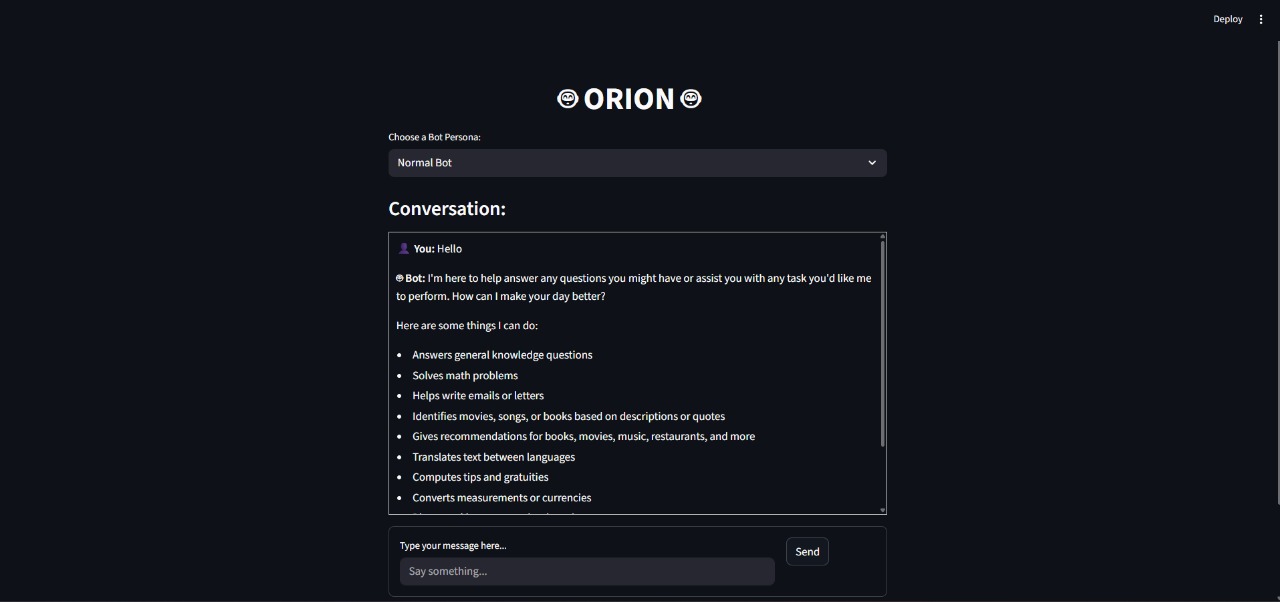 Deploy
ORION
Choose a Bot Persona:
Normal Bot
Conversation:
You: Hello
Bot: I'm here to help answer any questions you might have or assist you with any task you'd like me
to perform. How can I make your day better?
Here are some things I can do:
• Answers general knowledge questions
• Solves math problems
• Helps write emails or letters
• Identifies movies, songs, or books based on descriptions or quotes
• Gives recommendations for books, movies, music, restaurants, and more
• Translates text between languages
• Computes tips and gratuities
• Converts measurements or currencies
Type your message here...
Send
Say something...